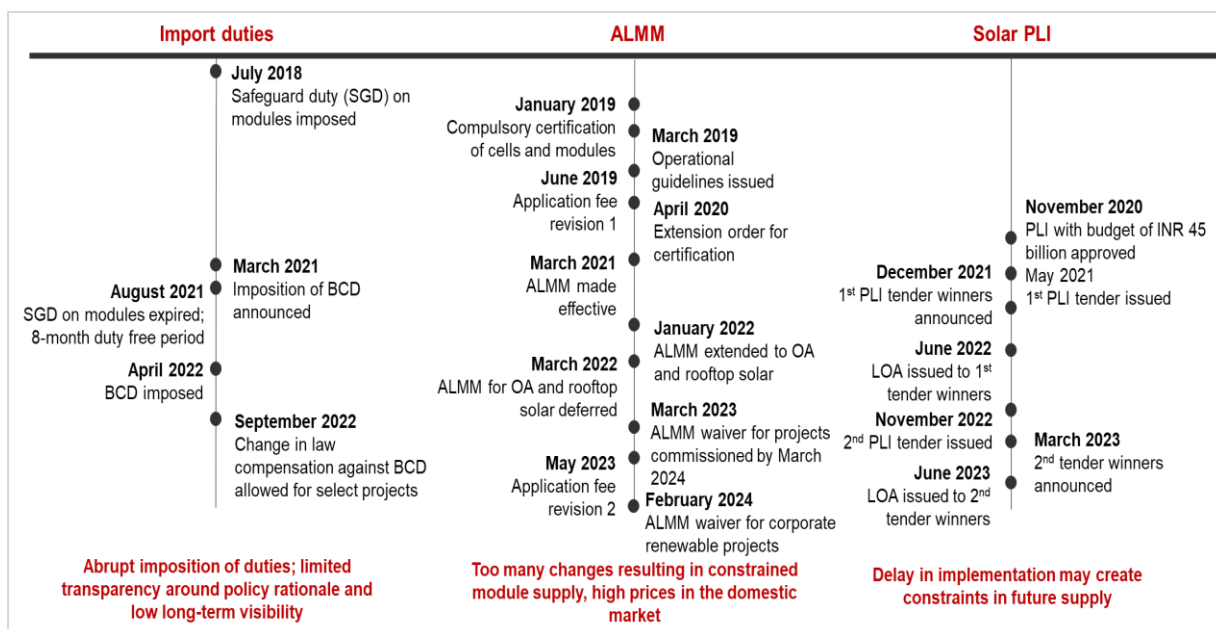 Import duties
July 2018
Safeguard duty (SGD) on
modules imposed
March 2021
Imposition of BCD
announced
August 2021
SGD on modules expired;
8-month duty free period
April 2022
BCD imposed
September 2022
Change in law
compensation against BCD
allowed for select projects
Abrupt imposition of duties; limited
transparency around policy rationale and
low long-term visibility
ALMM
January 2019
Compulsory certification
of cells and modules
March 2019
Operational
guidelines issued
June 2019
Application fee
revision 1
April 2020
Extension order for
certification
March 2021
ALMM made
effective
January 2022
ALMM extended to OA
and rooftop solar
March 2022
ALMM for OA and rooftop
solar deferred
March 2023
ALMM waiver for projects
commissioned by March
2024
May 2023
Application fee
revision 2
February 2024
ALMM waiver for corporate
renewable projects
Too many changes resulting in constrained
module supply, high prices in the domestic
market
Solar PLI
November 2020
PLI with budget of INR 45
billion approved
May 2021
1st PLI tender issued
December 2021
1st PLI tender winners
announced
June 2022
LOA issued to 1st
tender winners
November 2022
2nd PLI tender issued
March 2023
2nd tender winners
announced
June 2023
LOA issued to 2nd
tender winners
Delay in implementation may create
constraints in future supply